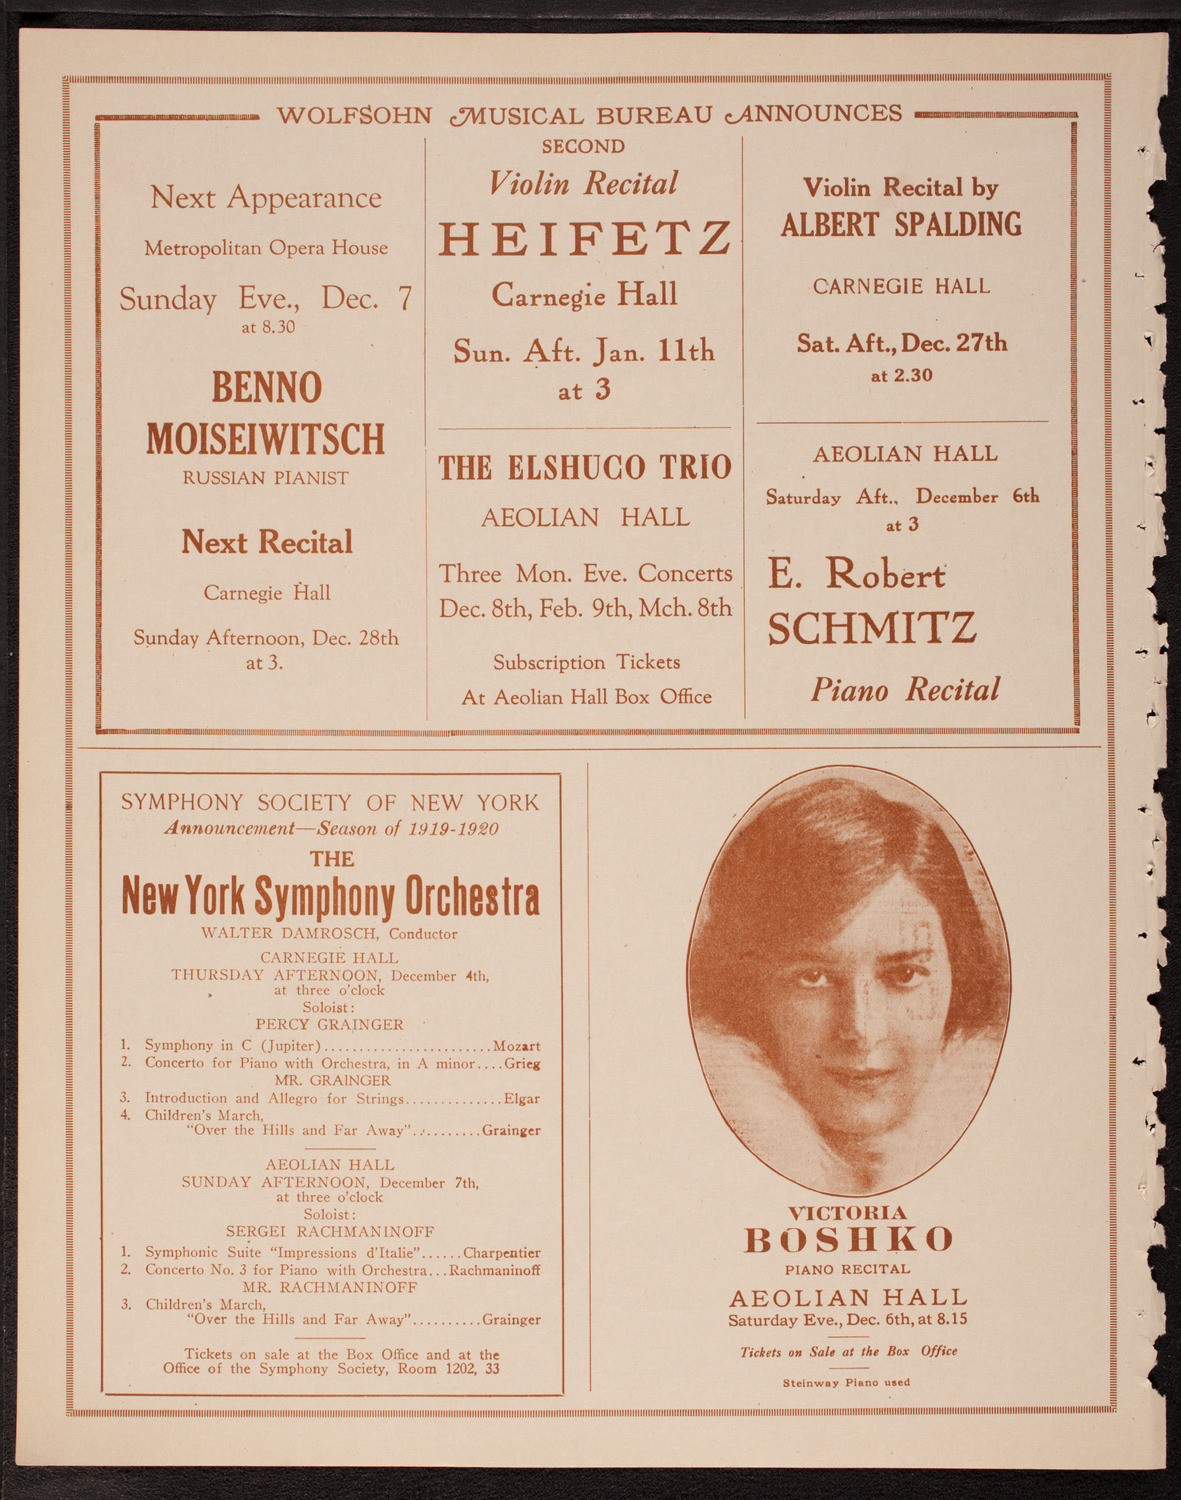 WOLFSOHN MUSICAL BUREAU ANNOUNCES
Next Appearance
Metropolitan Opera House
Sunday Eve., Dec. 7
at 8.30
BENNO
MOISEIWITSCH
RUSSIAN PIANIST
Next Recital
Carnegie Hall
Sunday Afternoon, Dec. 28th
at 3.
SECOND
Violin Recital
HEIFETZ
Carnegie Hall
Sun. Aft. Jan. 11th
at 3
THE ELSHUCO TRIO
AEOLIAN HALL
Three Mon. Eve. Concerts
Dec. 8th, Feb. 9th, Mch. 8th
Subscription Tickets
At Aeolian Hall Box Office
Violin Recital by
ALBERT SPALDING
CARNEGIE HALL
Sat. Aft., Dec. 27th
at 2.30
AEOLIAN HALL
Saturday Aft., December 6th
at 3
E. Robert
SCHMITZ
Piano Recital
SYMPHONY SOCIETY OF NEW YORK
Announcement—Season of 1919-1920
THE
New York Symphony Orchestra
WALTER DAMROSCH, Conductor
CARNEGIE HALL
THURSDAY AFTERNOON, December 4th,
at three o'clock
Soloist:
PERCY GRAINGER
1. Symphony in C (Jupiter)........................Mozart
2. Concerto for Piano with Orchestra, in A minor....Grieg
MR. GRAINGER
3. Introduction and Allegro for Strings..............Elgar
4. Children's March,
"Over the Hills and Far Away"..........Grainger
AEOLIAN HALL
SUNDAY AFTERNOON, December 7th,
at three o'clock
Soloist:
SERGEI RACHMANINOFF
1. Symphonic Suite "Impressions d'Italie"......Charpentier
2. Concerto No. 3 for Piano with Orchestra...Rachmaninoff
MR. RACHMANINOFF
3. Children's March,
"Over the Hills and Far Away"..........Grainger
Tickets on sale at the Box Office and at the
Office of the Symphony Society, Room 1202, 33
VICTORIA
BOSHKO
PIANO RECITAL
AEOLIAN HALL
Saturday Eve., Dec. 6th, at 8.15
Tickets on Sale at the Box Office
Steinway Piano used